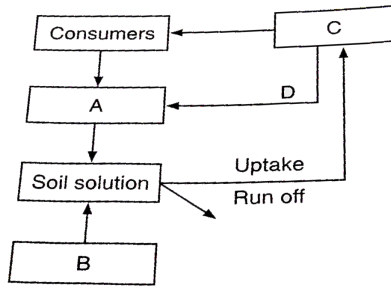 C
Consumers
D
A
Uptake
Soil solution
Run off
B